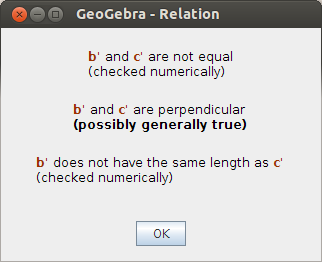 GeoGebra - Relation
b' and c' are not equal
(checked numerically)
b' and c' are perpendicular
(possibly generally true)
b' does not have the same length as c'
(checked numerically)
OK